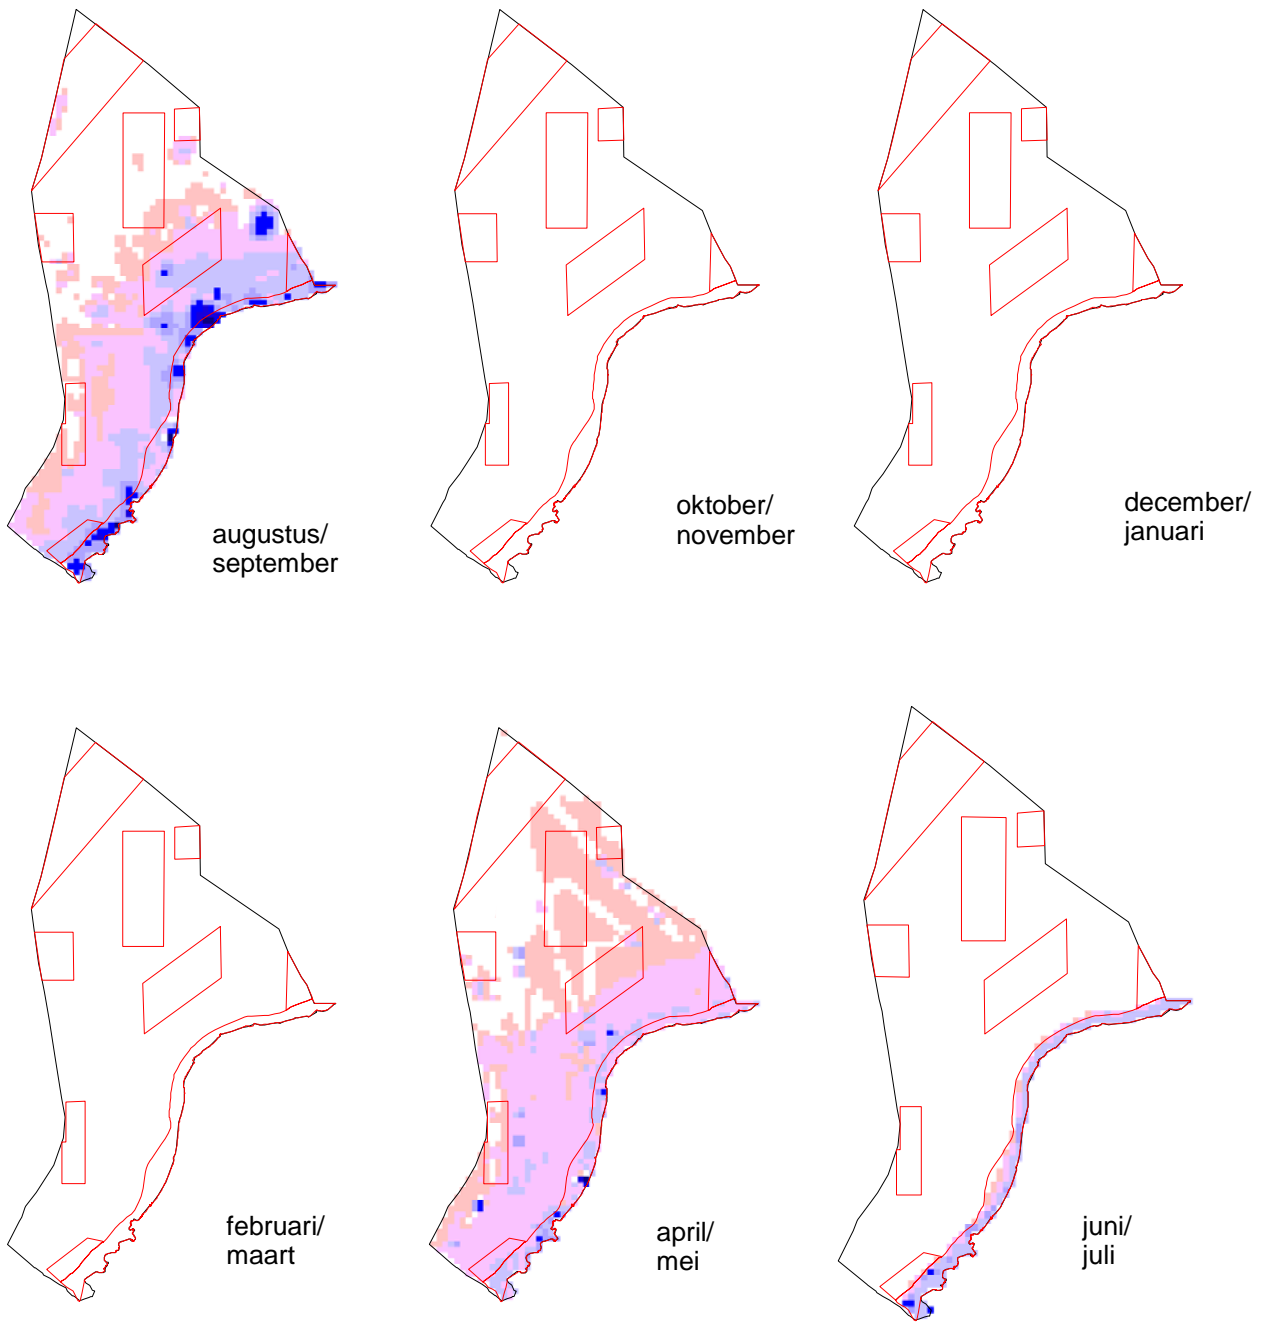 augustus/
september
oktober/
november
december/
januari
februari/
maart
april/
mei
juni/
juli